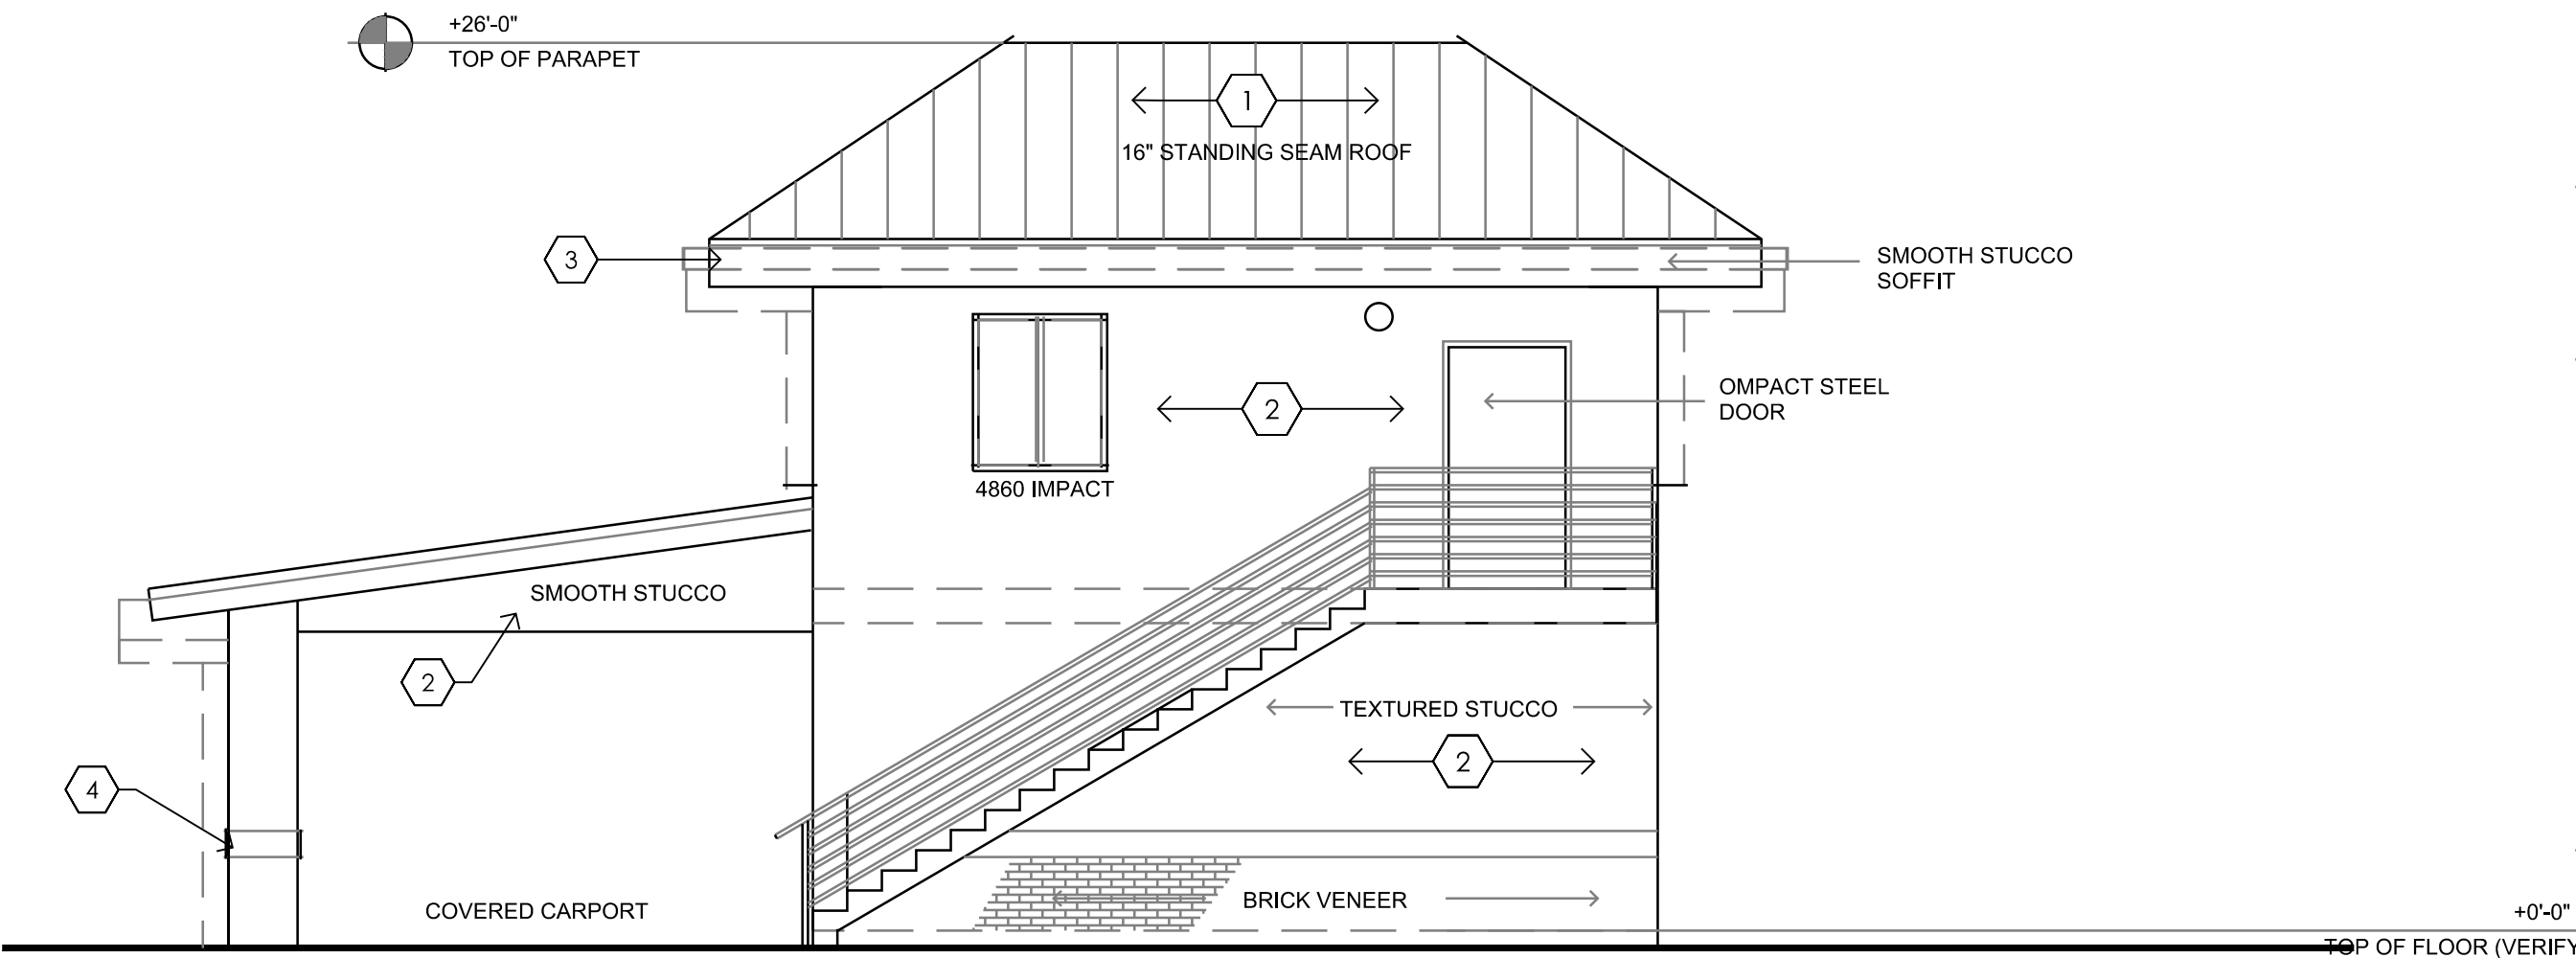 +26'-0"
TOP OF PARAPET
1
16" STANDING SEAM ROOF
3
SMOOTH STUCCO
SOFFIT
2
OMPACT STEEL
DOOR
4860 IMPACT
SMOOTH STUCCO
2
TEXTURED STUCCO
2
4
BRICK VENEER
COVERED CARPORT
+0'-0"
TOP OF FLOOR (VERIFY